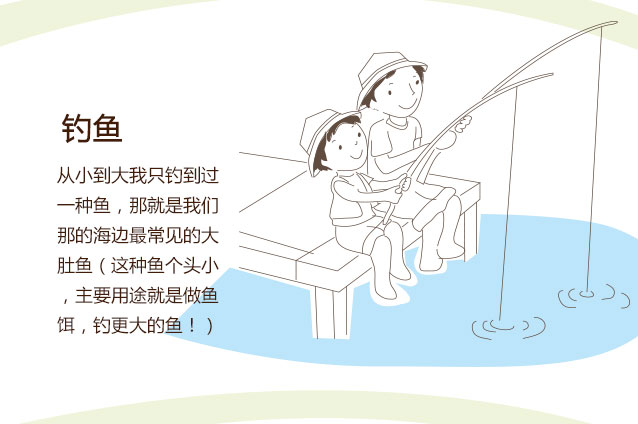 钓鱼
从小到大我只钓到过
一种鱼，那就是我们
那的海边最常见的大
肚鱼（这种鱼个头小
，主要用途就是做鱼
饵，钓更大的鱼！）